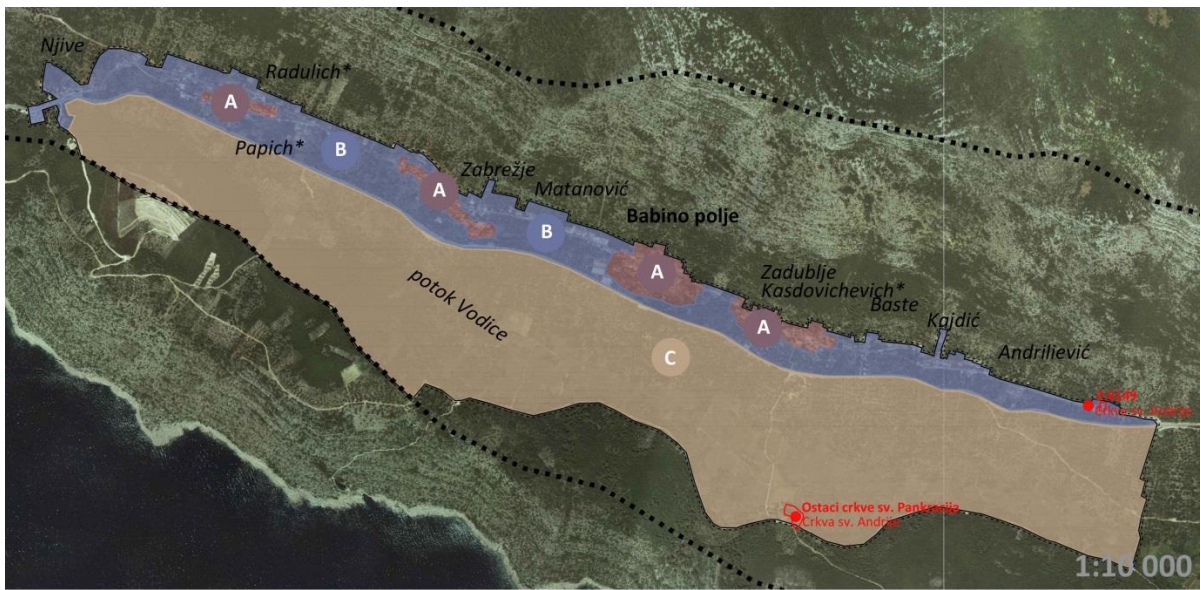 Njive
Radulich*
A
Papich*
B
Zabrežje
A
Matanović
B
Babino polje
A
Zadublje
Kasdovichevich*
Baste
A
Kajdić
Andriljević
potok Vodice
C
Crkva sv. Andrije
Ostaci crkve sv. Pankracija
Crkva sv. Andrije
1:10 000